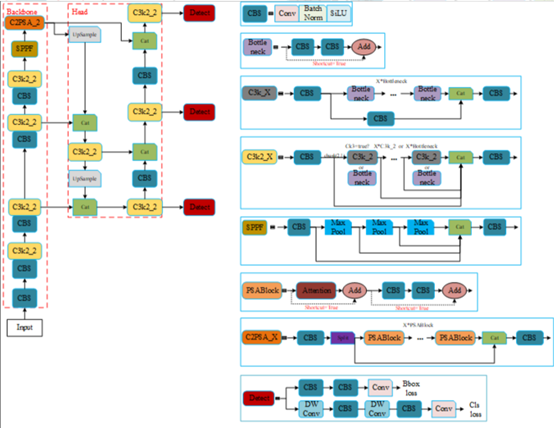 Backbone
Head
C2PSA_2
SPPF
C3k2_2
CBS
C3k2_2
CBS
C3k2_2
CBS
C3k2_2
CBS
CBS
Input
UpSample
Cat
C3k2_2
UpSample
Cat
C3k2_2
Cat
CBS
C3k2_2
Cat
CBS
C3k2_2
Detect
Detect
Detect
CBS = Conv Batch Norm SiLU
Bottle neck = CBS CBS Add
Shortcut= True
X*Bottleneck
C3k_X = CBS Bottle neck ... Bottle neck Cat CBS
CBS
C3k2_X = CBS C3k_2 ... C3k_2 Cat CBS
or or
Bottle neck Bottle neck
SPPF = CBS Max Pool Max Pool Max Pool Cat CBS
PSABlock = Attention Add CBS CBS Add
Shortcut= True Shortcut= True
X*PSABlock
C2PSA_X = CBS Split PSABlock ... PSABlock Cat CBS
Detect = CBS CBS Conv Bbox loss
DW Conv CBS DW Conv CBS Conv Cls loss